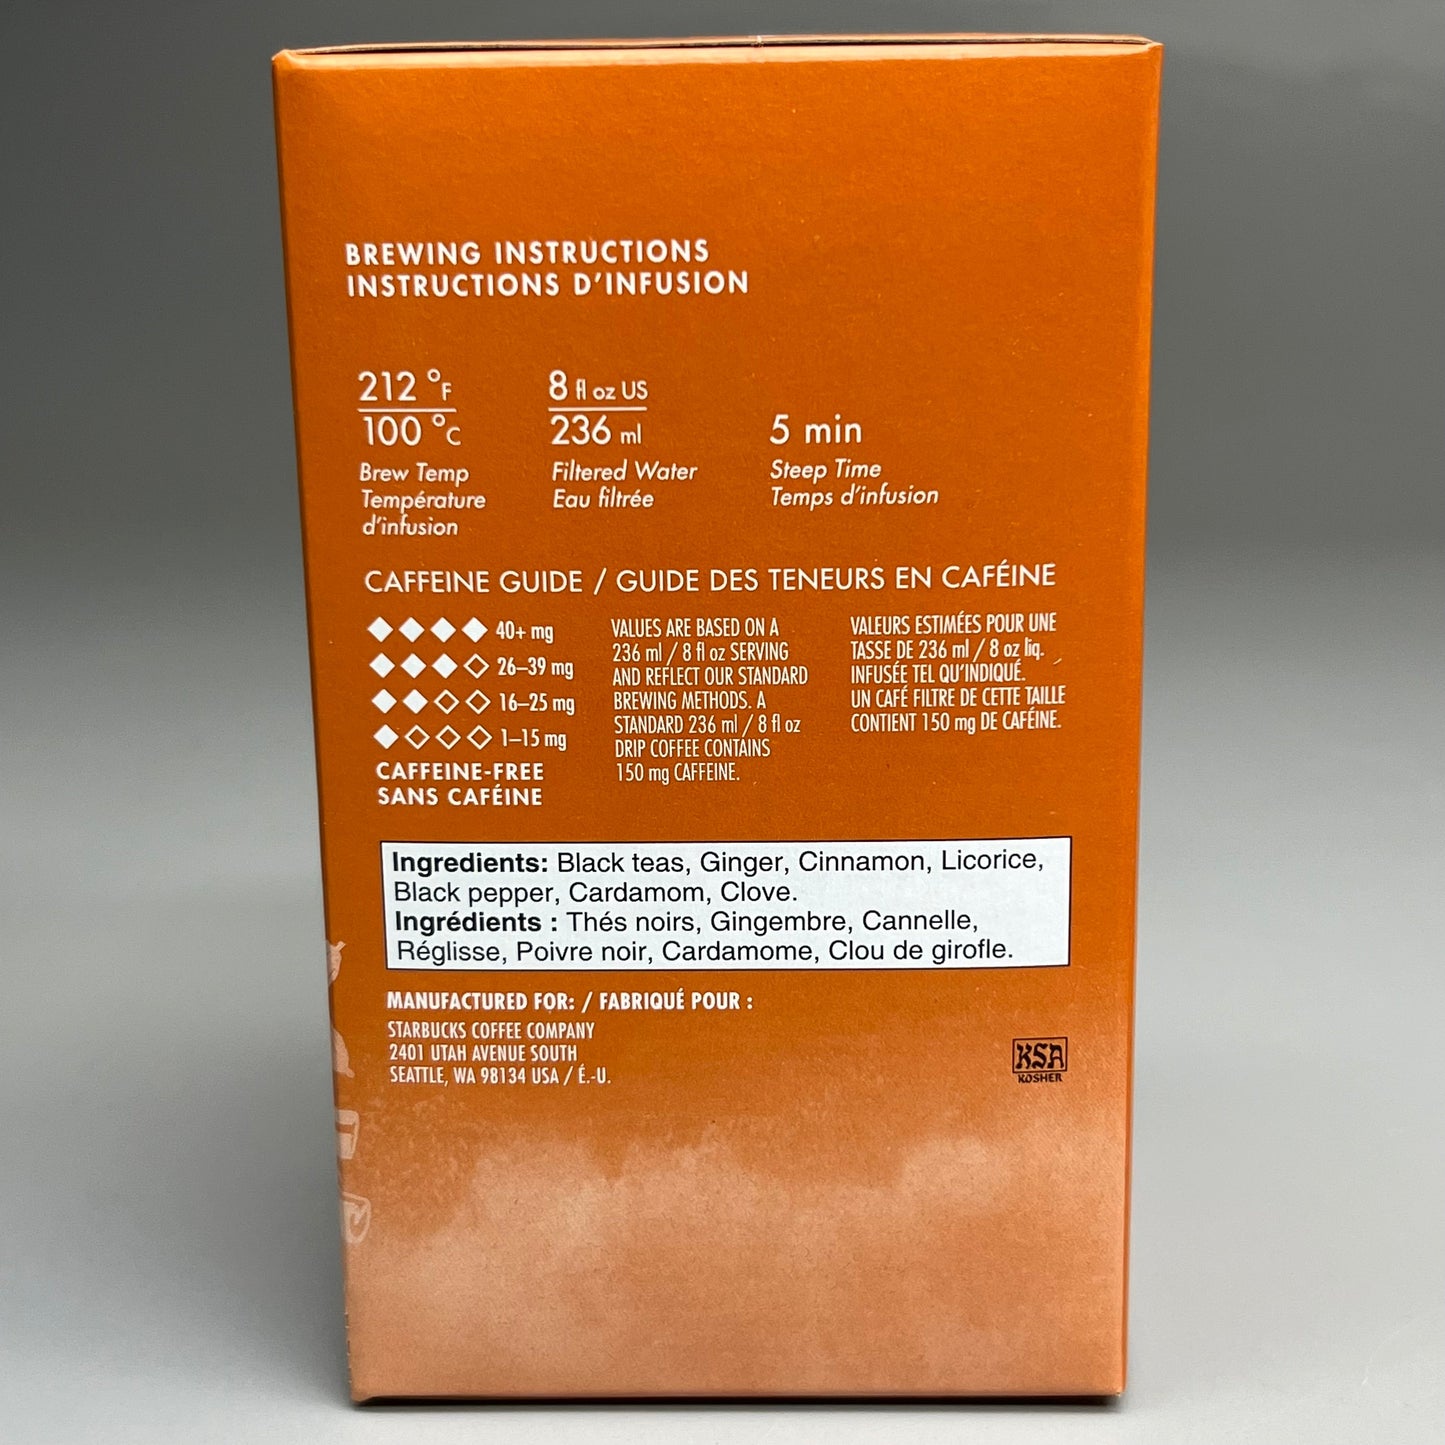 BREWING INSTRUCTIONS
INSTRUCTIONS D'INFUSION
212 °F
100 °C
Brew Temp
Température
d'infusion
8 fl oz US
236 ml
Filtered Water
Eau filtrée
5 min
Steep Time
Temps d'infusion
CAFFEINE GUIDE / GUIDE DES TENEURS EN CAFÉINE
40+ mg
26–39 mg
16–25 mg
1–15 mg
CAFFEINE-FREE
SANS CAFÉINE
VALUES ARE BASED ON A
236 ml / 8 fl oz SERVING
AND REFLECT OUR STANDARD
BREWING METHODS. A
STANDARD 236 ml / 8 fl oz
DRIP COFFEE CONTAINS
150 mg CAFFEINE.
VALEURS ESTIMÉES POUR UNE
TASSE DE 236 ml / 8 oz liq.
INFUSÉE TEL QU'INDIQUÉ.
UN CAFÉ FILTRE DE CETTE TAILLE
CONTIENT 150 mg DE CAFÉINE.
Ingredients: Black teas, Ginger, Cinnamon, Licorice,
Black pepper, Cardamom, Clove.
Ingrédients : Thés noirs, Gingembre, Cannelle,
Réglisse, Poivre noir, Cardamome, Clou de girofle.
MANUFACTURED FOR: / FABRIQUÉ POUR :
STARBUCKS COFFEE COMPANY
2401 UTAH AVENUE SOUTH
SEATTLE, WA 98134 USA / É.-U.
KSA
KOSHER